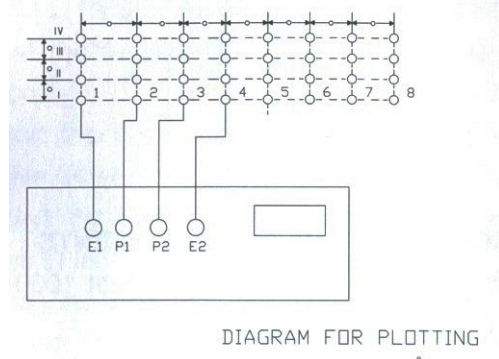 IV
III
II
I 1 2 3 4 5 6 7 8
E1 P1 P2 E2
DIAGRAM FOR PLOTTING